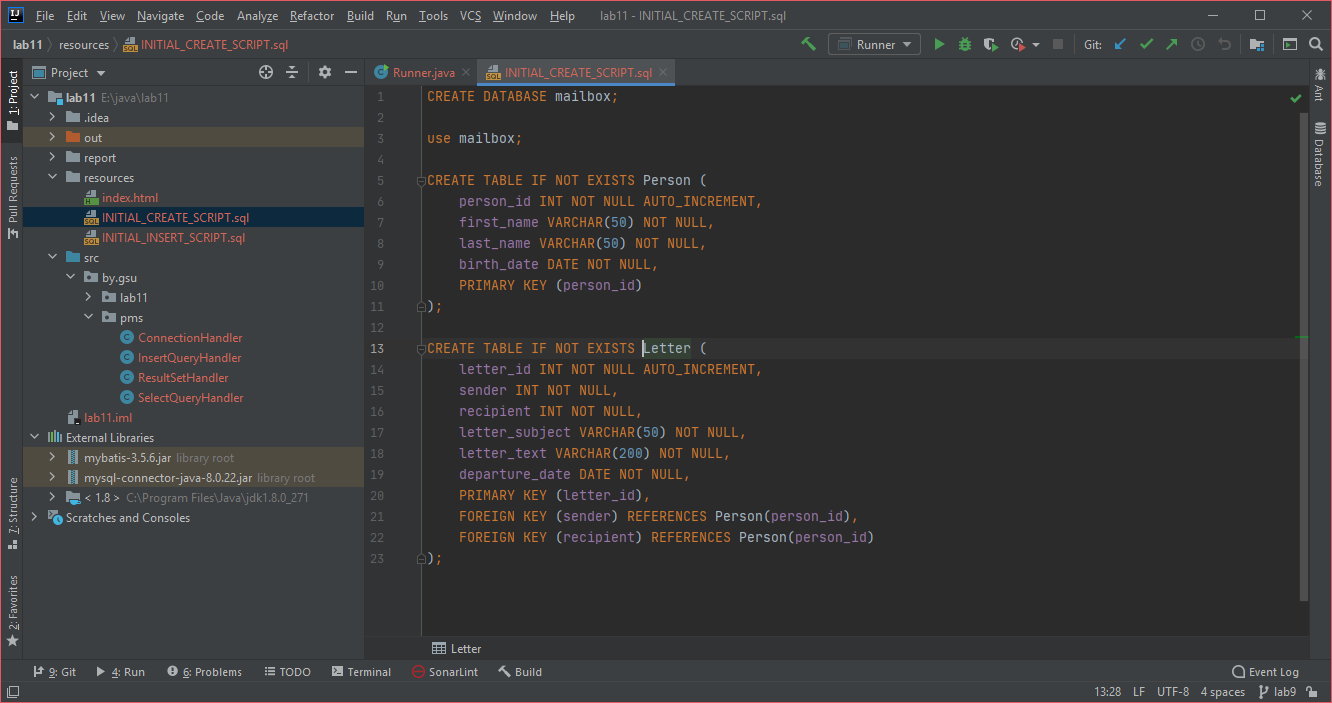 File Edit View Navigate Code Analyze Refactor Build Run Tools VCS Window Help lab11 - INITIAL_CREATE_SCRIPT.sql
lab11 resources INITIAL_CREATE_SCRIPT.sql Runner Git:
1: Project
Pull Requests
7: Structure
2: Favorites
Project
lab11 E:\java\lab11
.idea
out
report
resources
index.html
INITIAL_CREATE_SCRIPT.sql
INITIAL_INSERT_SCRIPT.sql
src
by.gsu
lab11
pms
ConnectionHandler
InsertQueryHandler
ResultSetHandler
SelectQueryHandler
lab11.iml
External Libraries
mybatis-3.5.6.jar library root
mysql-connector-java-8.0.22.jar library root
< 1.8 > C:\Program Files\Java\jdk1.8.0_271
Scratches and Consoles
Runner.java INITIAL_CREATE_SCRIPT.sql
1 CREATE DATABASE mailbox;
2
3 use mailbox;
4
5 CREATE TABLE IF NOT EXISTS Person (
6 person_id INT NOT NULL AUTO_INCREMENT,
7 first_name VARCHAR(50) NOT NULL,
8 last_name VARCHAR(50) NOT NULL,
9 birth_date DATE NOT NULL,
10 PRIMARY KEY (person_id)
11 );
12
13 CREATE TABLE IF NOT EXISTS Letter (
14 letter_id INT NOT NULL AUTO_INCREMENT,
15 sender INT NOT NULL,
16 recipient INT NOT NULL,
17 letter_subject VARCHAR(50) NOT NULL,
18 letter_text VARCHAR(200) NOT NULL,
19 departure_date DATE NOT NULL,
20 PRIMARY KEY (letter_id),
21 FOREIGN KEY (sender) REFERENCES Person(person_id),
22 FOREIGN KEY (recipient) REFERENCES Person(person_id)
23 );
Letter
Ant
Database
9: Git 4: Run 6: Problems TODO Terminal SonarLint Build Event Log
13:28 LF UTF-8 4 spaces lab9